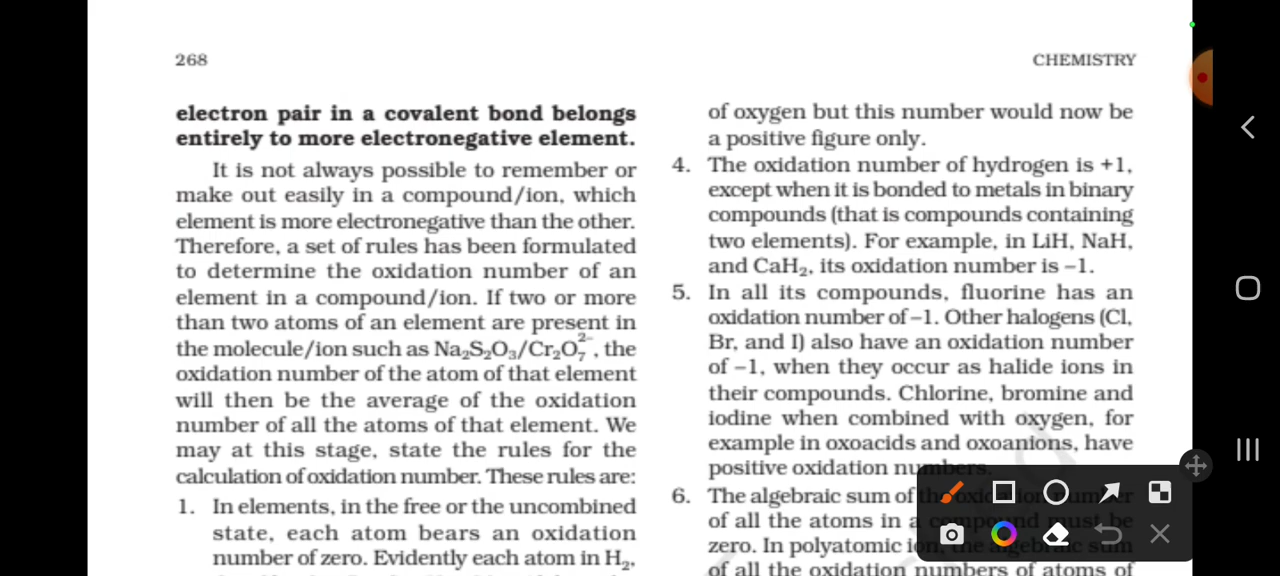 268
CHEMISTRY
electron pair in a covalent bond belongs
entirely to more electronegative element.
It is not always possible to remember or
make out easily in a compound/ion, which
element is more electronegative than the other.
Therefore, a set of rules has been formulated
to determine the oxidation number of an
element in a compound/ion. If two or more
than two atoms of an element are present in
the molecule/ion such as Na₂S₂O₃/Cr₂O₇²⁻, the
oxidation number of the atom of that element
will then be the average of the oxidation
number of all the atoms of that element. We
may at this stage, state the rules for the
calculation of oxidation number. These rules are:
1. In elements, in the free or the uncombined
state, each atom bears an oxidation
number of zero. Evidently each atom in H₂,
of oxygen but this number would now be
a positive figure only.
4. The oxidation number of hydrogen is +1,
except when it is bonded to metals in binary
compounds (that is compounds containing
two elements). For example, in LiH, NaH,
and CaH₂, its oxidation number is –1.
5. In all its compounds, fluorine has an
oxidation number of –1. Other halogens (Cl,
Br, and I) also have an oxidation number
of –1, when they occur as halide ions in
their compounds. Chlorine, bromine and
iodine when combined with oxygen, for
example in oxoacids and oxoanions, have
positive oxidation numbers.
6. The algebraic sum of the oxidation number
of all the atoms in a compound must be
zero. In polyatomic ion, the algebraic sum
of all the oxidation numbers of atoms of